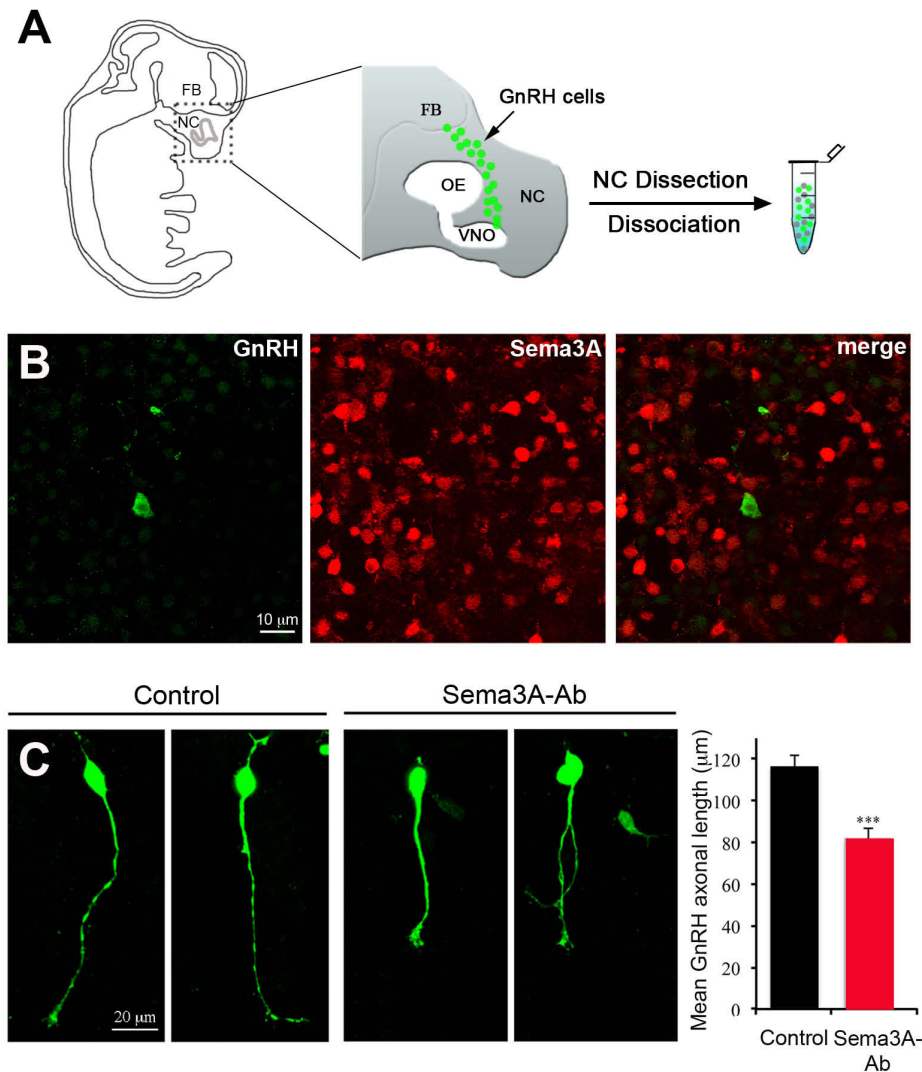 A
FB
NC
FB
GnRH cells
OE
NC
VNO
NC Dissection
Dissociation
B
GnRH
Sema3A
merge
10 µm
Control
Sema3A-Ab
C
20 µm
Mean GnRH axonal length (µm)
120
100
80
60
40
20
0
***
Control
Sema3A-
Ab